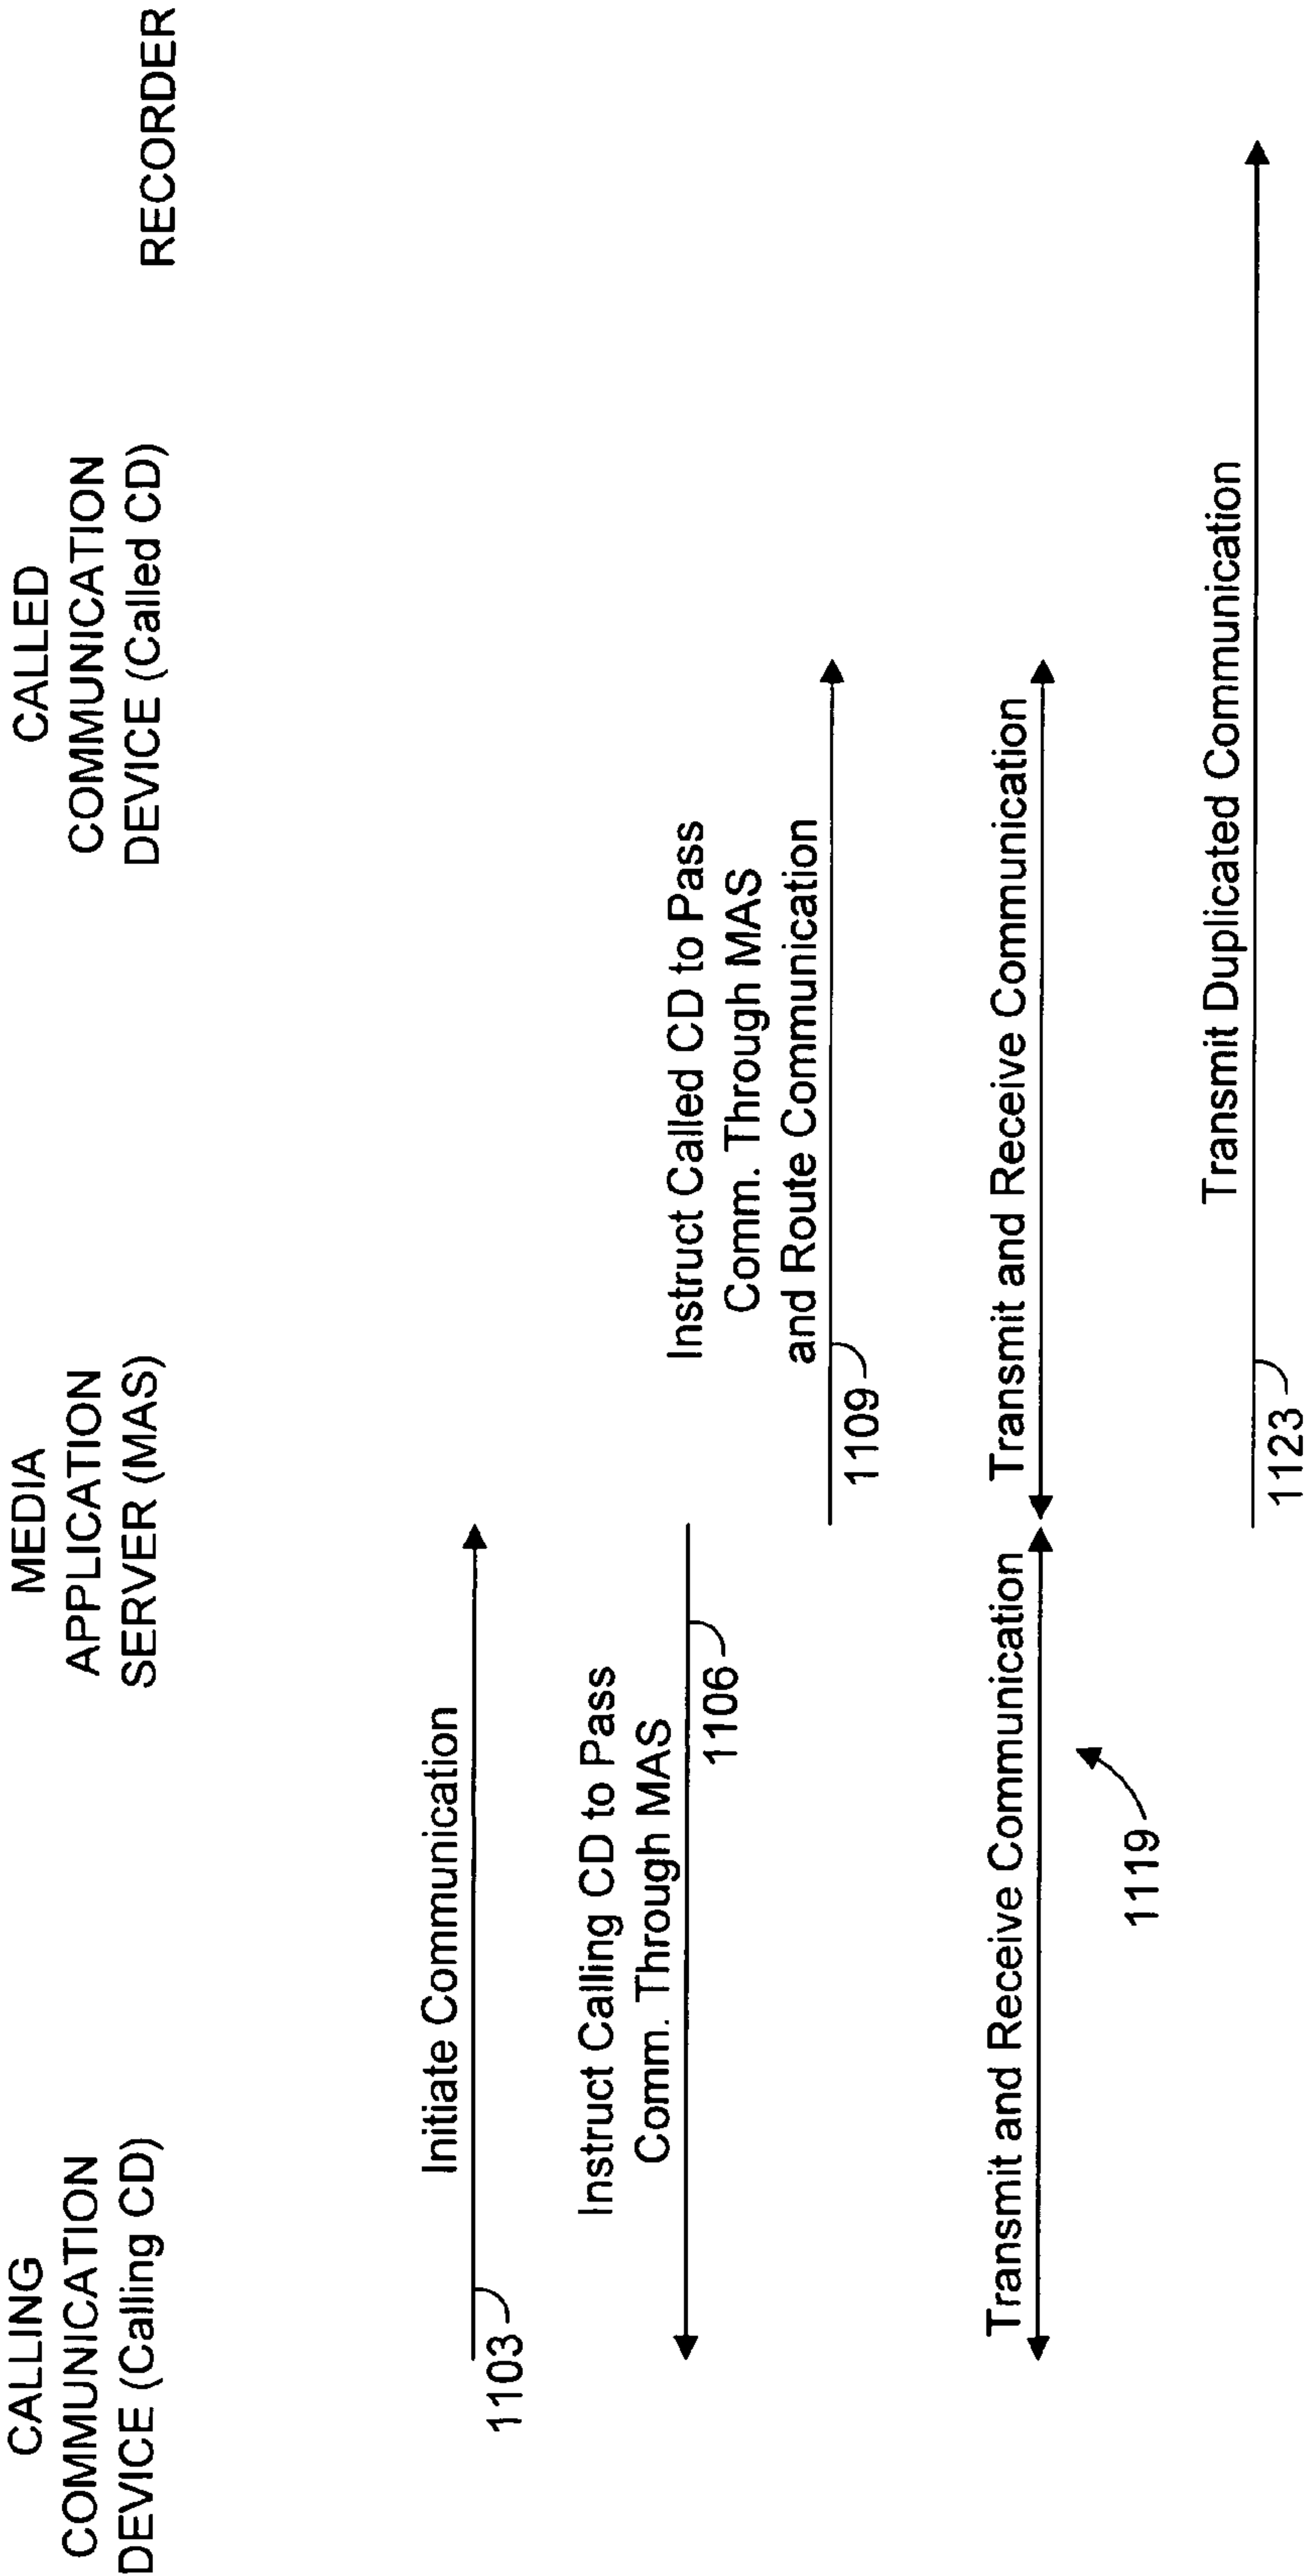 CALLING
COMMUNICATION
DEVICE (Calling CD)
MEDIA
APPLICATION
SERVER (MAS)
CALLED
COMMUNICATION
DEVICE (Called CD)
RECORDER
Initiate Communication
1103
Instruct Calling CD to Pass
Comm. Through MAS
1106
Instruct Called CD to Pass
Comm. Through MAS
and Route Communication
1109
Transmit and Receive Communication
Transmit and Receive Communication
1119
Transmit Duplicated Communication
1123